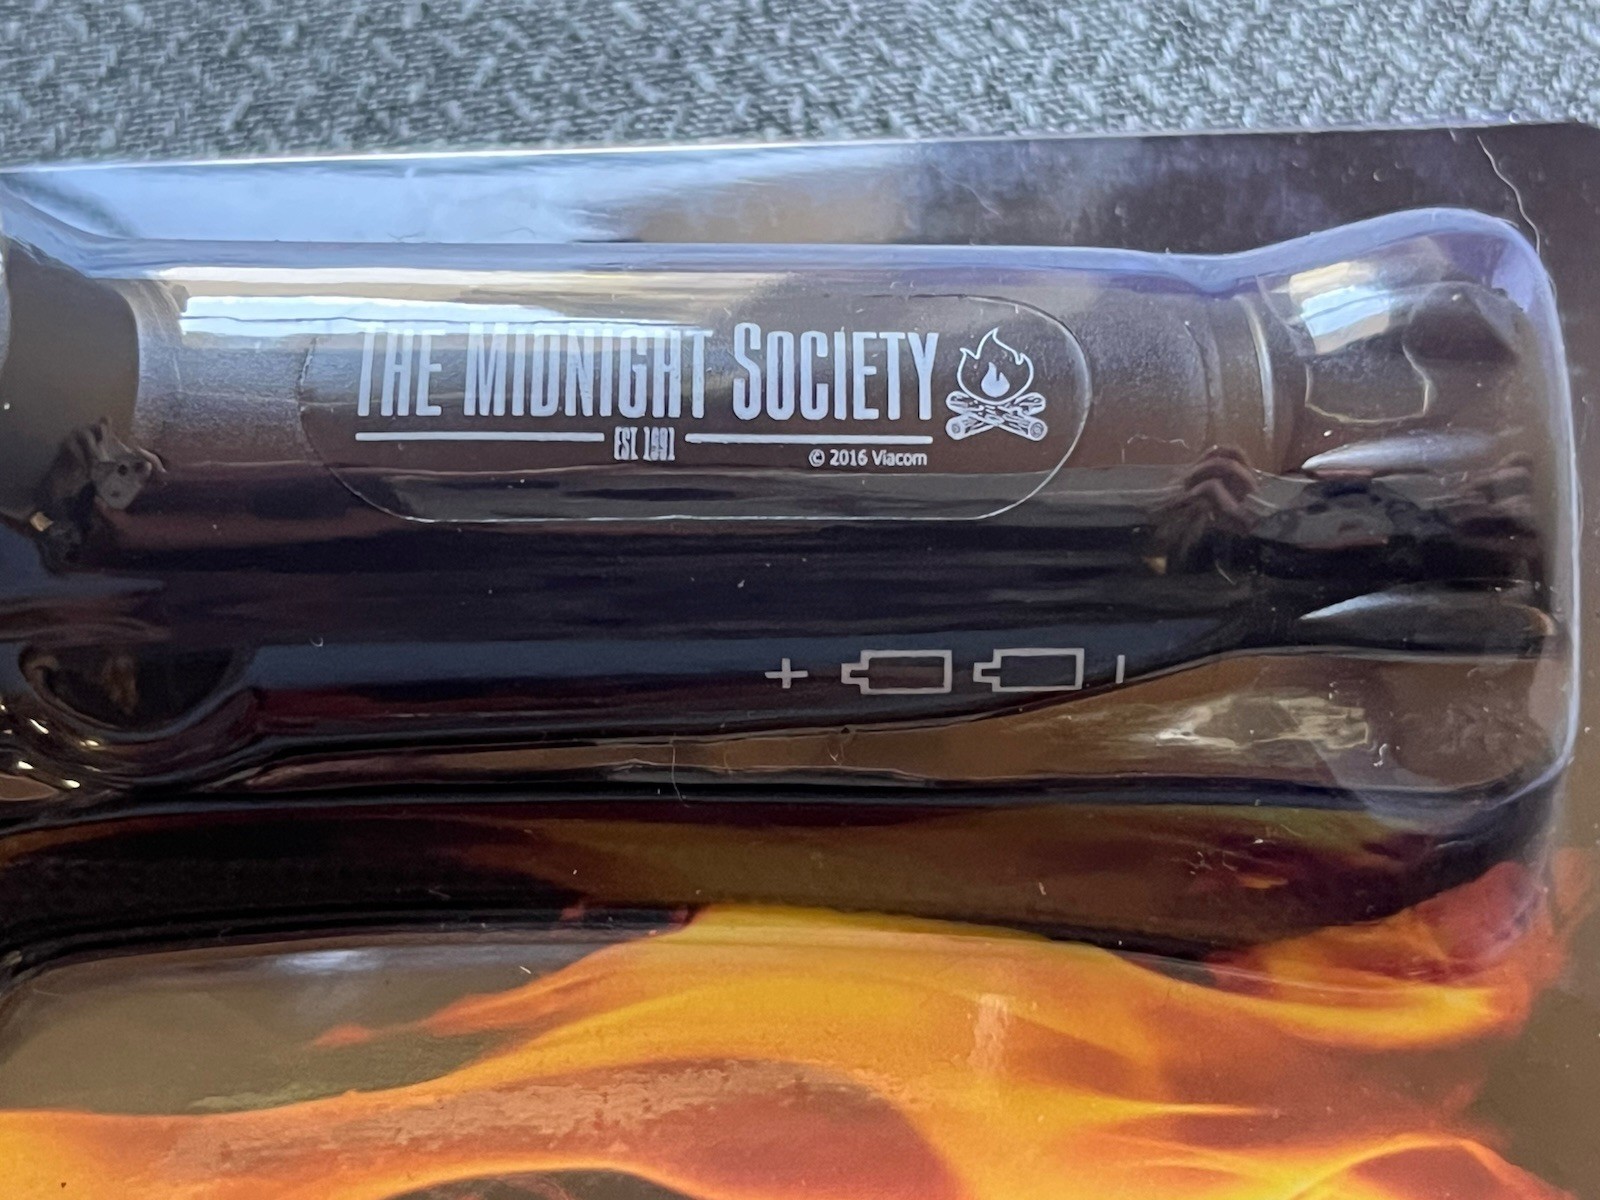 THE MIDNIGHT SOCIETY
EST 1991
© 2016 Viacom
+ -